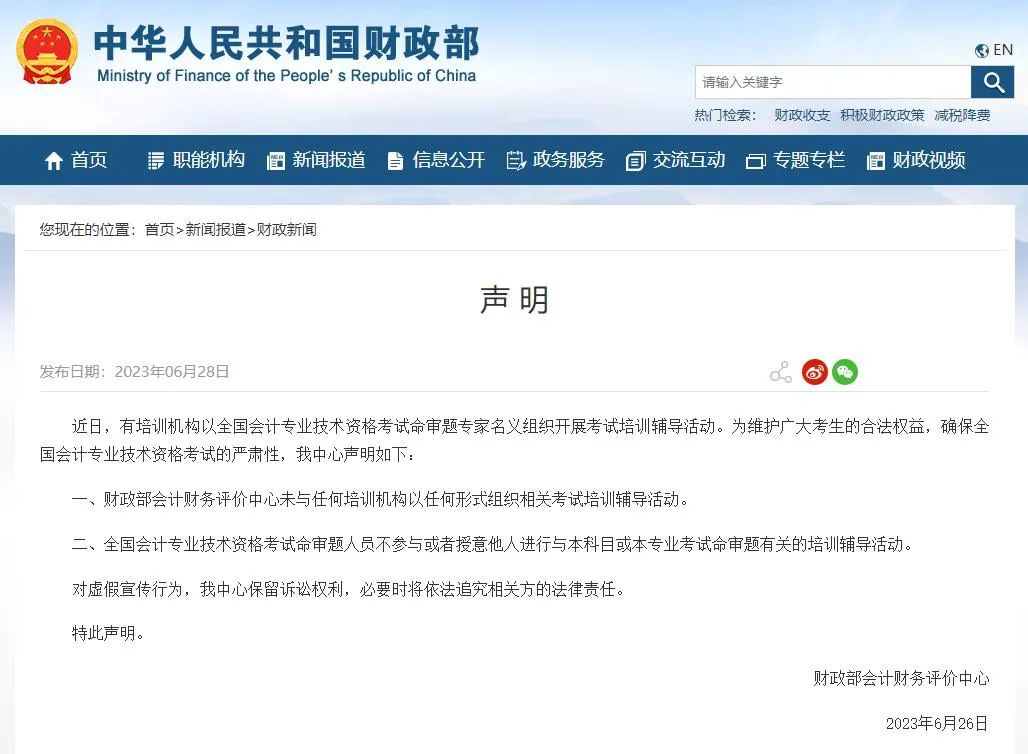 中华人民共和国财政部
Ministry of Finance of the People' s Republic of China
EN
请输入关键字
热门检索： 财政收支 积极财政政策 减税降费
首页 职能机构 新闻报道 信息公开 政务服务 交流互动 专题专栏 财政视频
您现在的位置：首页>新闻报道>财政新闻
声 明
发布日期：2023年06月28日
近日，有培训机构以全国会计专业技术资格考试命审题专家名义组织开展考试培训辅导活动。为维护广大考生的合法权益，确保全
国会计专业技术资格考试的严肃性，我中心声明如下：
一、财政部会计财务评价中心未与任何培训机构以任何形式组织相关考试培训辅导活动。
二、全国会计专业技术资格考试命审题人员不参与或者授意他人进行与本科目或本专业考试命审题有关的培训辅导活动。
对虚假宣传行为，我中心保留诉讼权利，必要时将依法追究相关方的法律责任。
特此声明。
财政部会计财务评价中心
2023年6月26日